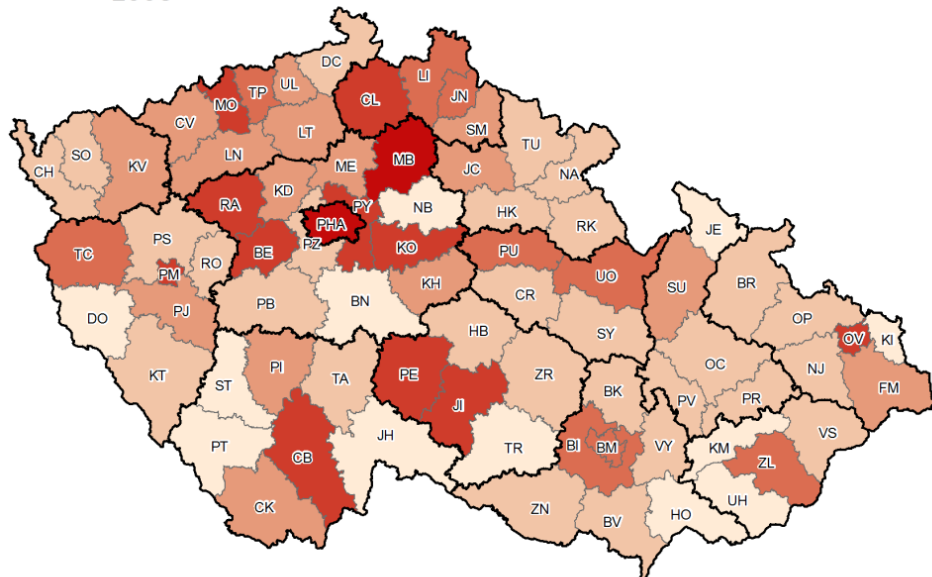 DC
LI
UL
TP
MO
CL
JN
CV
LT
SM
TU
SO
KV
LN
ME
MB
JC
NA
CH
KD
RA
PY
NB
HK
PHA
RK
JE
TC
PS
RO
BE
PZ
KO
PU
PM
UO
SU
BR
KH
CR
DO
PJ
PB
BN
OP
HB
SY
OV
KI
KT
ST
PI
TA
PE
ZR
BK
OC
NJ
FM
JI
PV
PR
PT
JH
TR
BI
BM
VY
KM
VS
CB
ZL
CK
ZN
BV
HO
UH